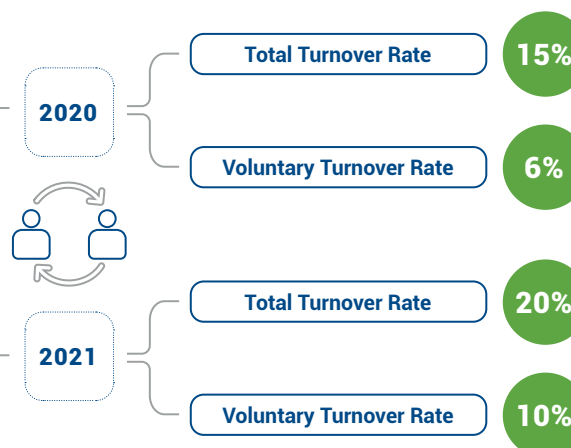 Total Turnover Rate 15%
2020
Voluntary Turnover Rate 6%
Total Turnover Rate 20%
2021
Voluntary Turnover Rate 10%